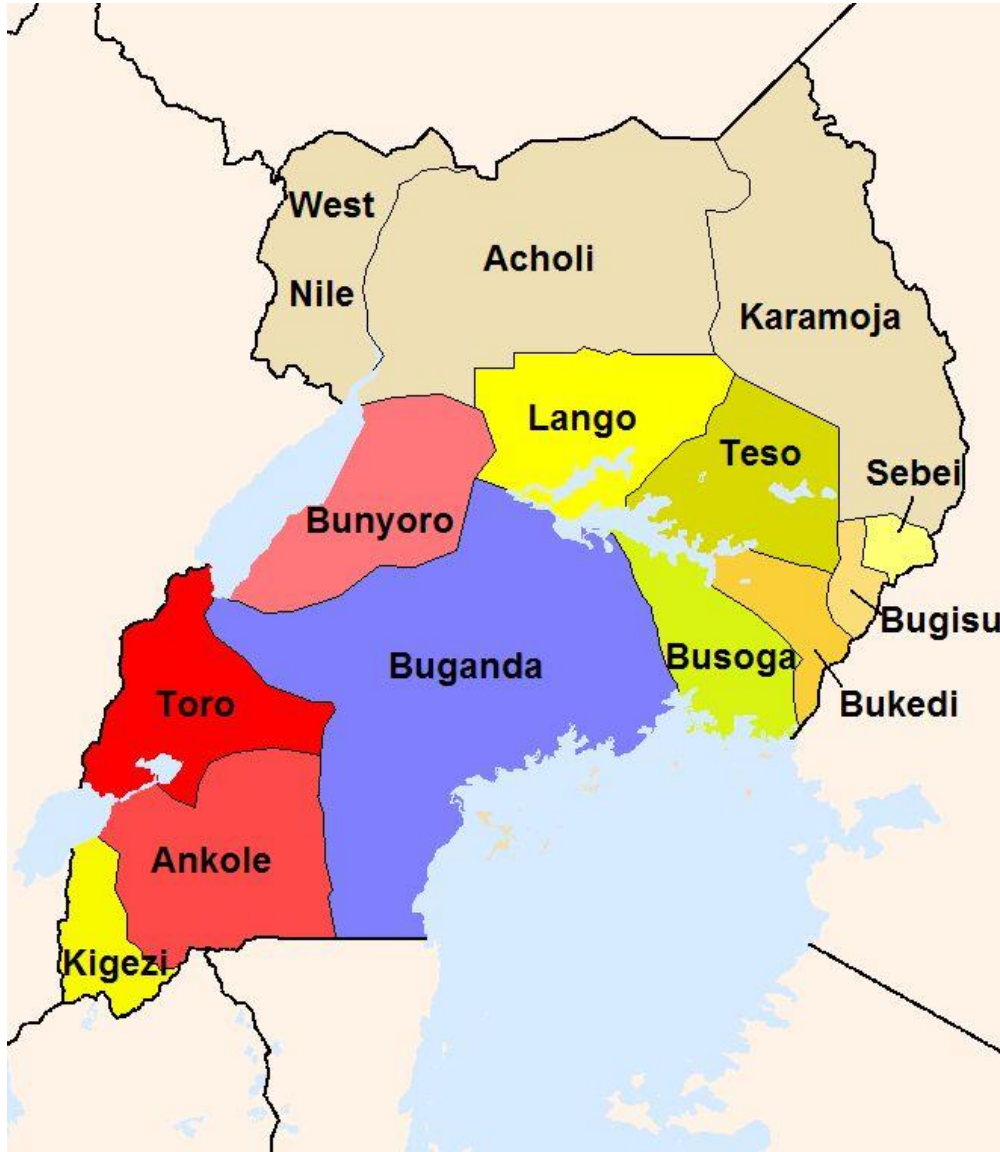 West
Nile
Acholi
Karamoja
Lango
Teso
Sebei
Bunyoro
Bugisu
Buganda
Busoga
Toro
Bukedi
Ankole
Kigezi